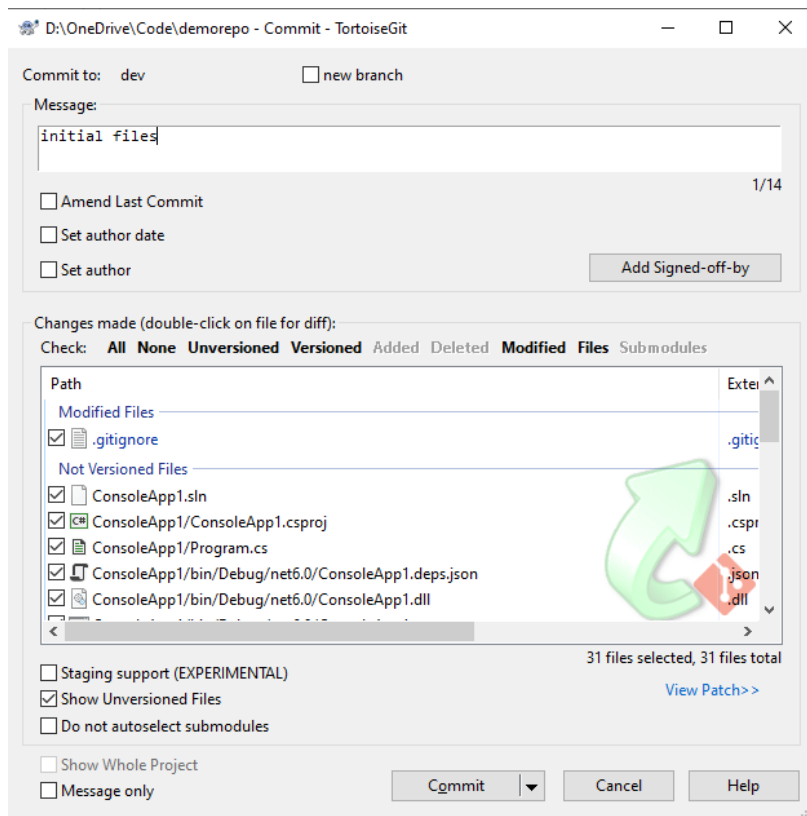 D:\OneDrive\Code\demorepo - Commit - TortoiseGit
Commit to: dev new branch
Message:
initial files
1/14
Amend Last Commit
Set author date
Set author Add Signed-off-by
Changes made (double-click on file for diff):
Check: All None Unversioned Versioned Added Deleted Modified Files Submodules
Path
Modified Files
.gitignore
Not Versioned Files
ConsoleApp1.sln .sln
ConsoleApp1/ConsoleApp1.csproj
ConsoleApp1/Program.cs .cs
ConsoleApp1/bin/Debug/net6.0/ConsoleApp1.deps.json .json
ConsoleApp1/bin/Debug/net6.0/ConsoleApp1.dll .dll
31 files selected, 31 files total
Staging support (EXPERIMENTAL)
Show Unversioned Files View Patch>>
Do not autoselect submodules
Show Whole Project
Message only Commit Cancel Help